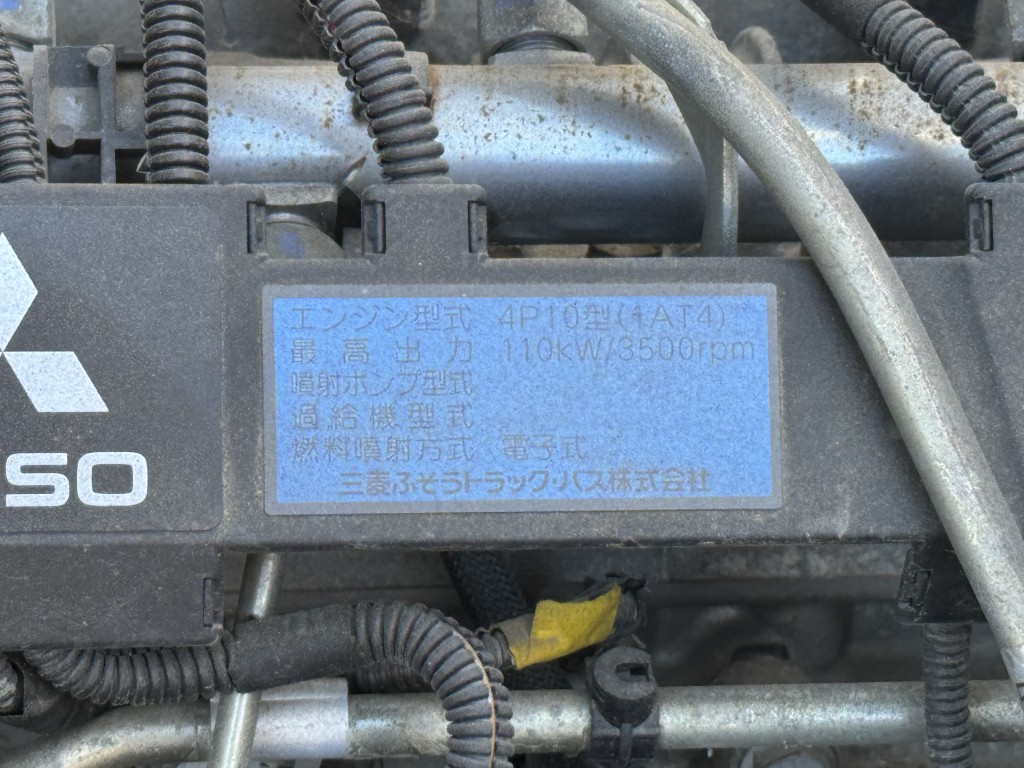 エンジン型式 4P10型(1AT4)
最高出力 110kW/3500rpm
噴射ポンプ型式
過給機型式
燃料噴射方式 電子式
三菱ふそうトラック・バス株式会社
SO